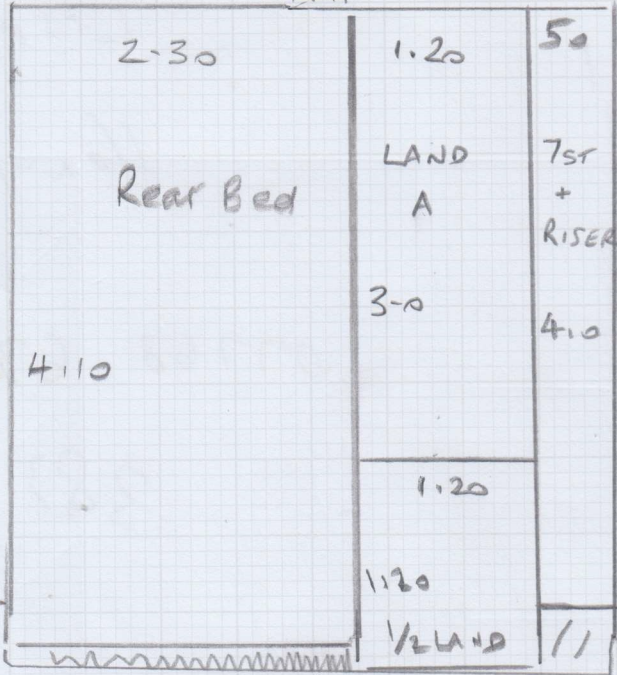 2-30
Rear Bed
4.10
1.20
LAND
A
3-0
1.20
1.20
1/2 LAND
50
7ST
+
RISER
4.0